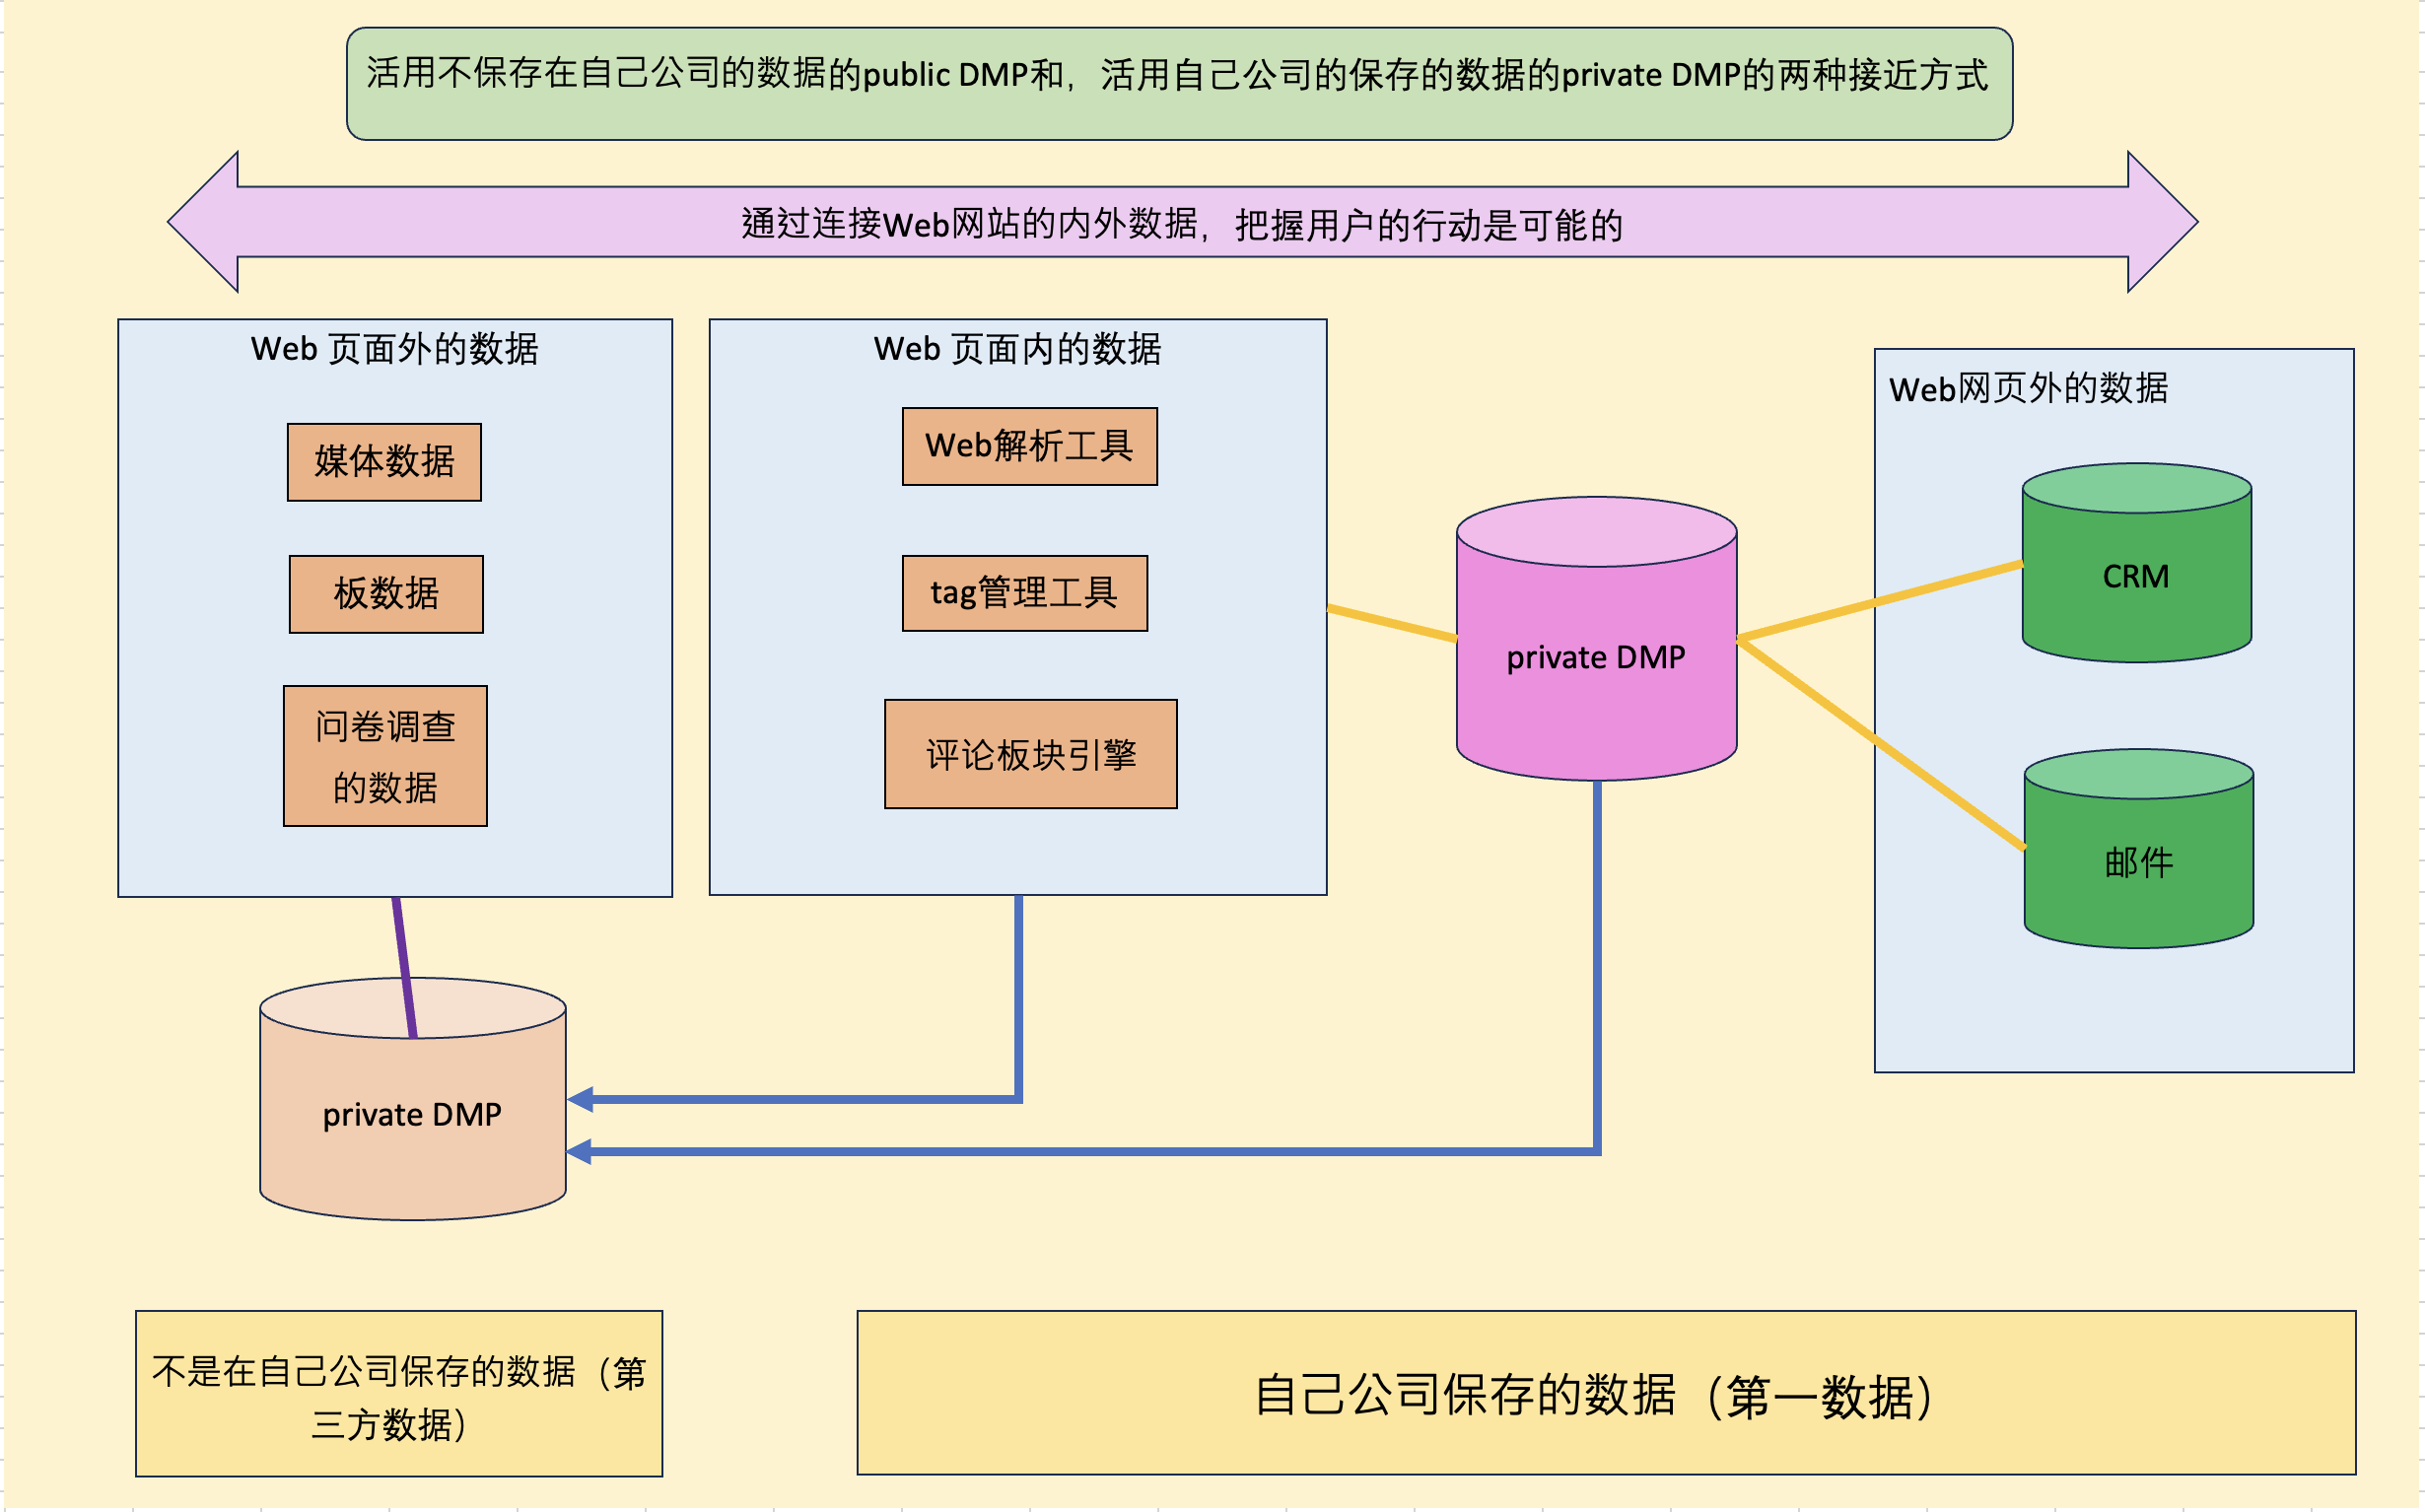 活用不保存在自己公司的数据的public DMP和，活用自己公司的保存的数据的private DMP的两种接近方式
通过连接Web网站的内外数据，把握用户的行动是可能的
Web 页面外的数据
媒体数据
板数据
问卷调查
的数据
Web 页面内的数据
Web解析工具
tag管理工具
评论板块引擎
private DMP
Web网页外的数据
CRM
邮件
private DMP
不是在自己公司保存的数据（第
三方数据）
自己公司保存的数据（第一数据）